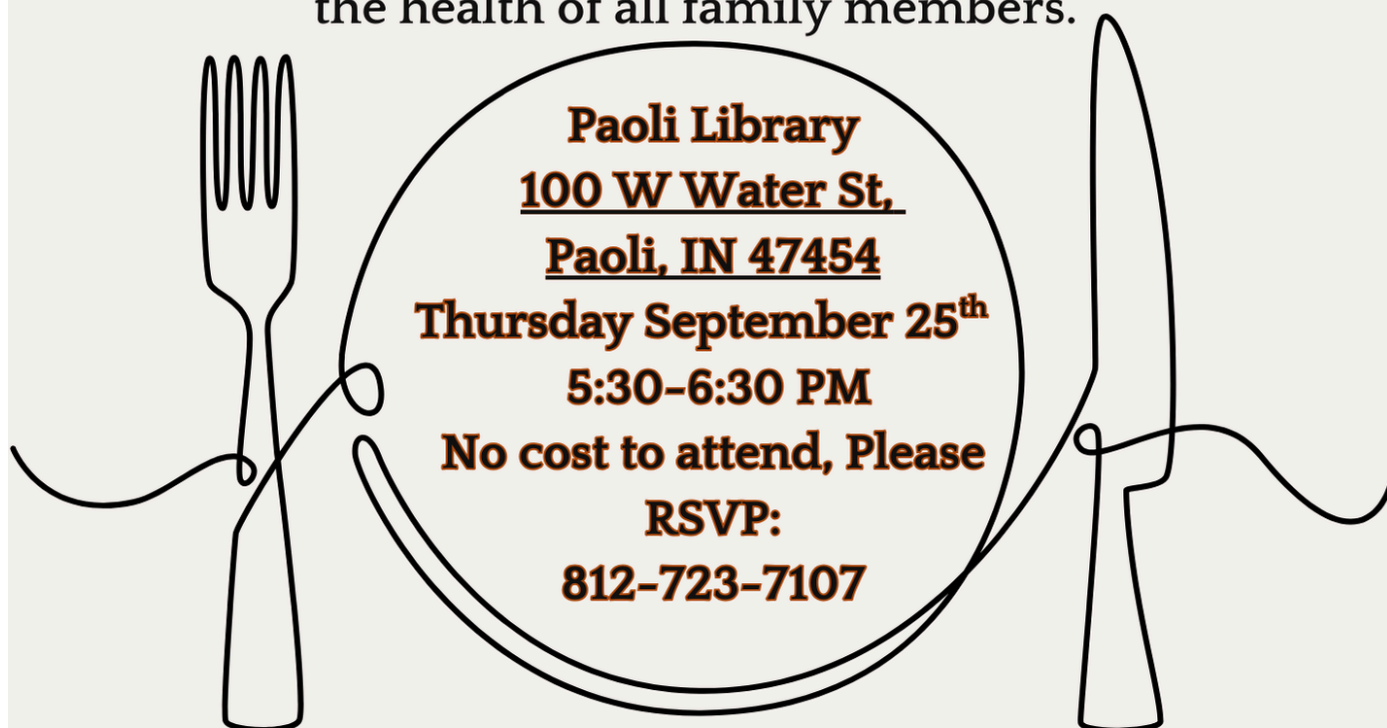 the health of all family members.
Paoli Library
100 W Water St,
Paoli, IN 47454
Thursday September 25th
5:30-6:30 PM
No cost to attend, Please
RSVP:
812-723-7107